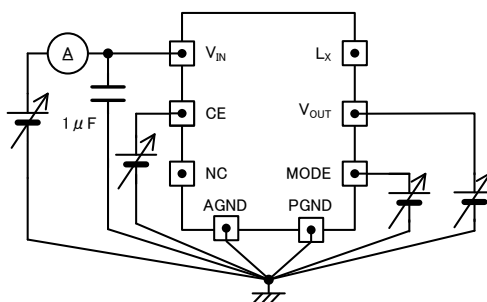 A
V_IN
L_X
1μF
CE
V_OUT
NC
MODE
AGND
PGND